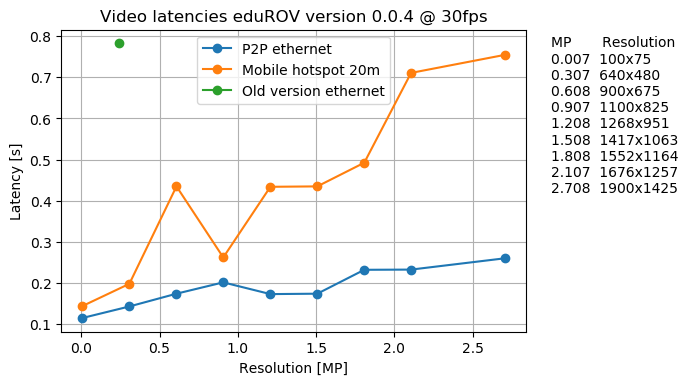 Video latencies eduROV version 0.0.4 @ 30fps
P2P ethernet
Mobile hotspot 20m
Old version ethernet
Latency [s]
0.8
0.7
0.6
0.5
0.4
0.3
0.2
0.1
0.0 0.5 1.0 1.5 2.0 2.5
Resolution [MP]
MP Resolution
0.007 100x75
0.307 640x480
0.608 900x675
0.907 1100x825
1.208 1268x951
1.508 1417x1063
1.808 1552x1164
2.107 1676x1257
2.708 1900x1425